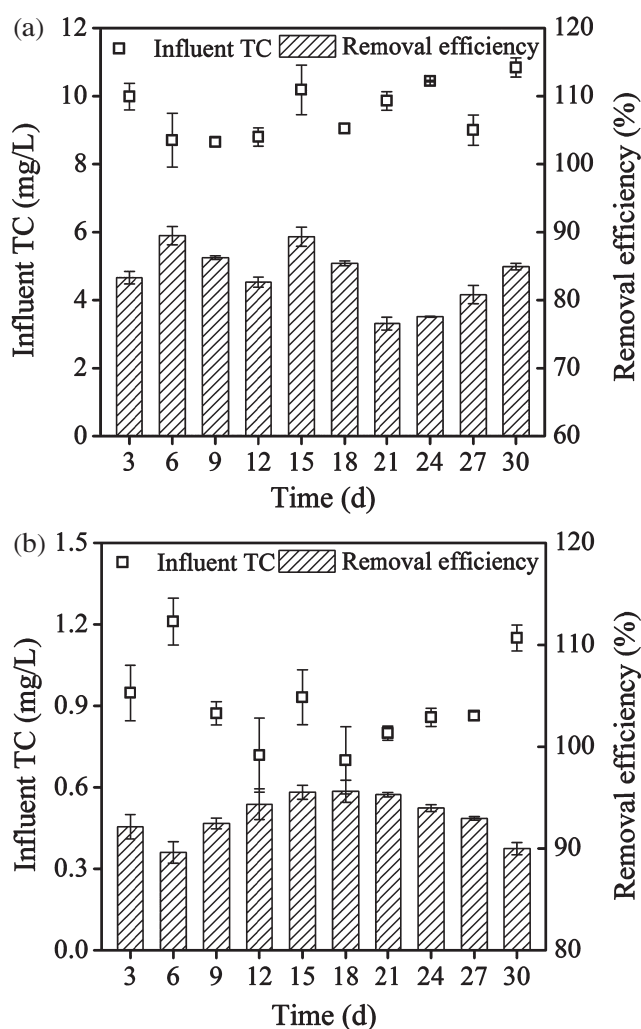 (a)
12
10
8
6
4
2
0
Influent TC (mg/L)
Influent TC
Removal efficiency
120
110
100
90
80
70
60
Removal efficiency (%)
3 6 9 12 15 18 21 24 27 30
Time (d)
(b)
1.5
1.2
0.9
0.6
0.3
0.0
Influent TC (mg/L)
Influent TC
Removal efficiency
120
110
100
90
80
Removal efficiency (%)
3 6 9 12 15 18 21 24 27 30
Time (d)